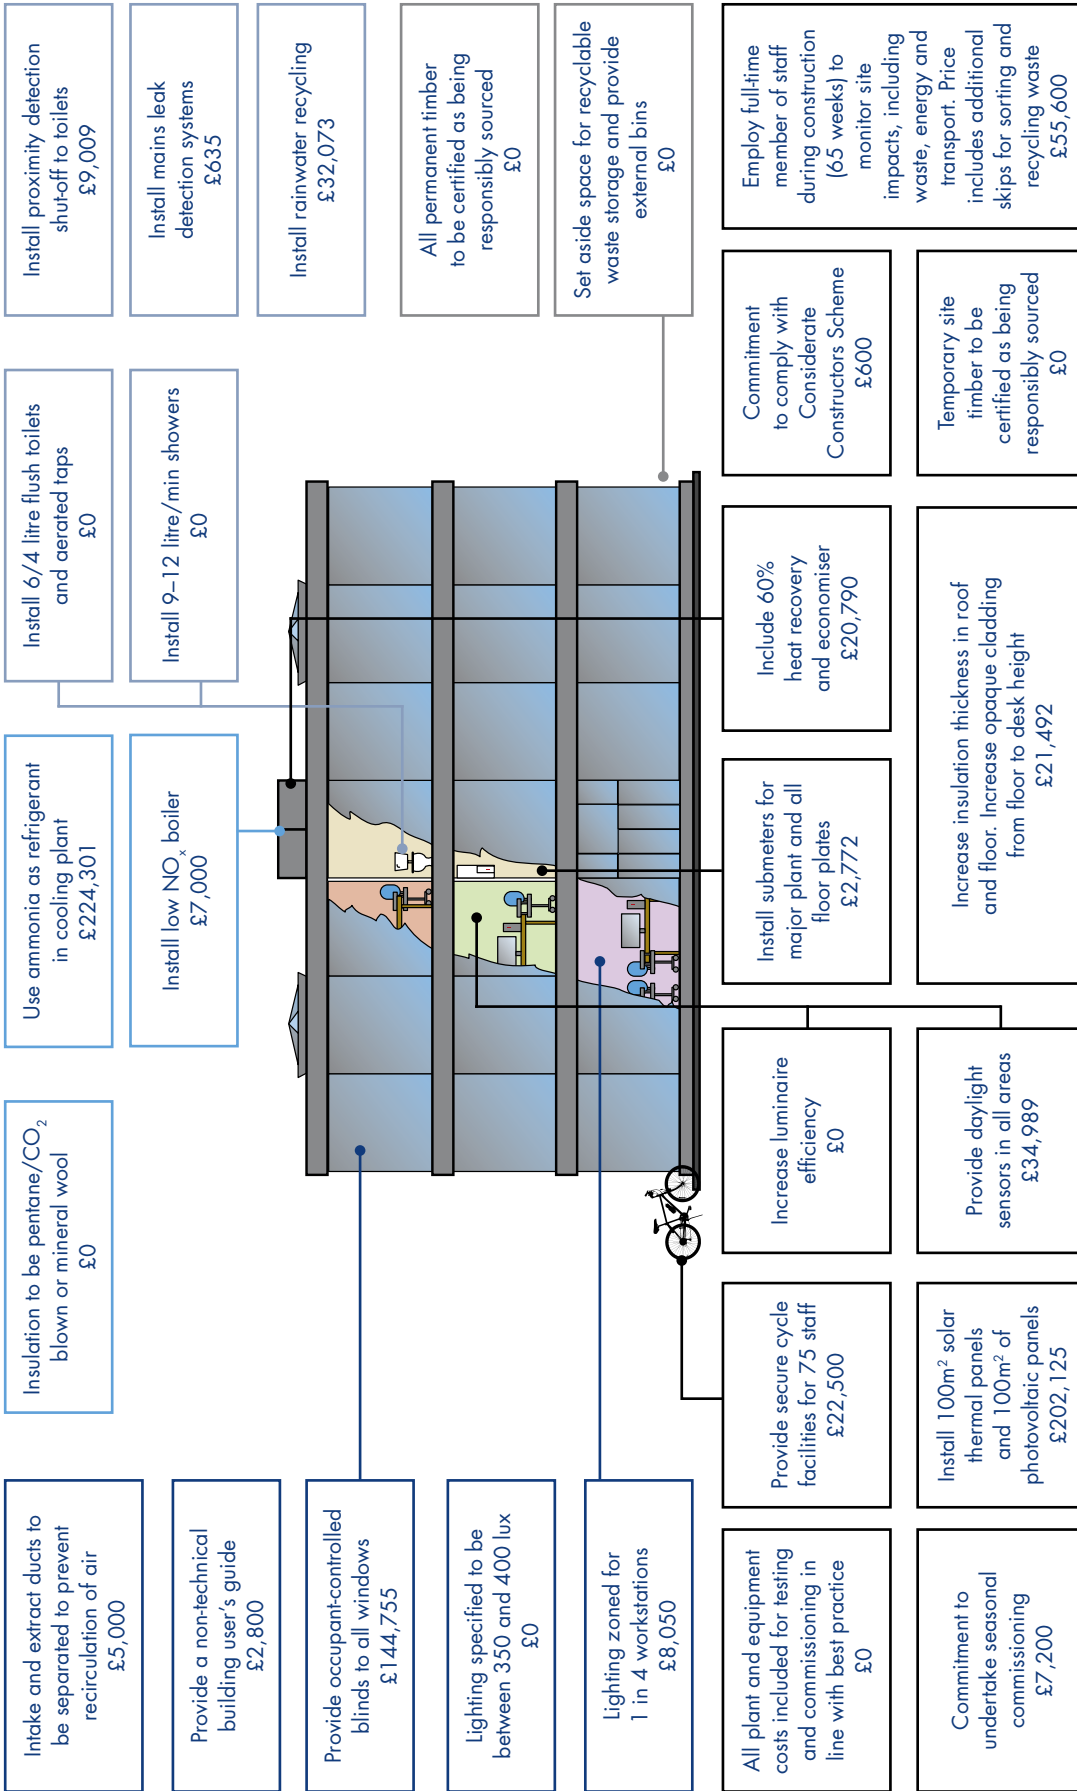 Intake and extract ducts to
be separated to prevent
recirculation of air
£5,000
Insulation to be pentane/CO₂
blown or mineral wool
£0
Use ammonia as refrigerant
in cooling plant
£224,301
Install 6/4 litre flush toilets
and aerated taps
£0
Install proximity detection
shut-off to toilets
£9,009
Provide a non-technical
building user's guide
£2,800
Install low NOₓ boiler
£7,000
Install 9–12 litre/min showers
£0
Install mains leak
detection systems
£635
Provide occupant-controlled
blinds to all windows
£144,755
Install rainwater recycling
£32,073
Lighting specified to be
between 350 and 400 lux
£0
All permanent timber
to be certified as being
responsibly sourced
£0
Lighting zoned for
1 in 4 workstations
£8,050
Set aside space for recyclable
waste storage and provide
external bins
£0
All plant and equipment
costs included for testing
and commissioning in
line with best practice
£0
Provide secure cycle
facilities for 75 staff
£22,500
Increase luminaire
efficiency
£0
Install submeters for
major plant and all
floor plates
£2,772
Include 60%
heat recovery
and economiser
£20,790
Commitment
to comply with
Considerate
Constructors Scheme
£600
Employ full-time
member of staff
during construction
(65 weeks) to
monitor site
impacts, including
waste, energy and
transport. Price
includes additional
skips for sorting and
recycling waste
£55,600
Commitment to
undertake seasonal
commissioning
£7,200
Install 100m² solar
thermal panels
and 100m² of
photovoltaic panels
£202,125
Provide daylight
sensors in all areas
£34,989
Increase insulation thickness in roof
and floor. Increase opaque cladding
from floor to desk height
£21,492
Temporary site
timber to be
certified as being
responsibly sourced
£0